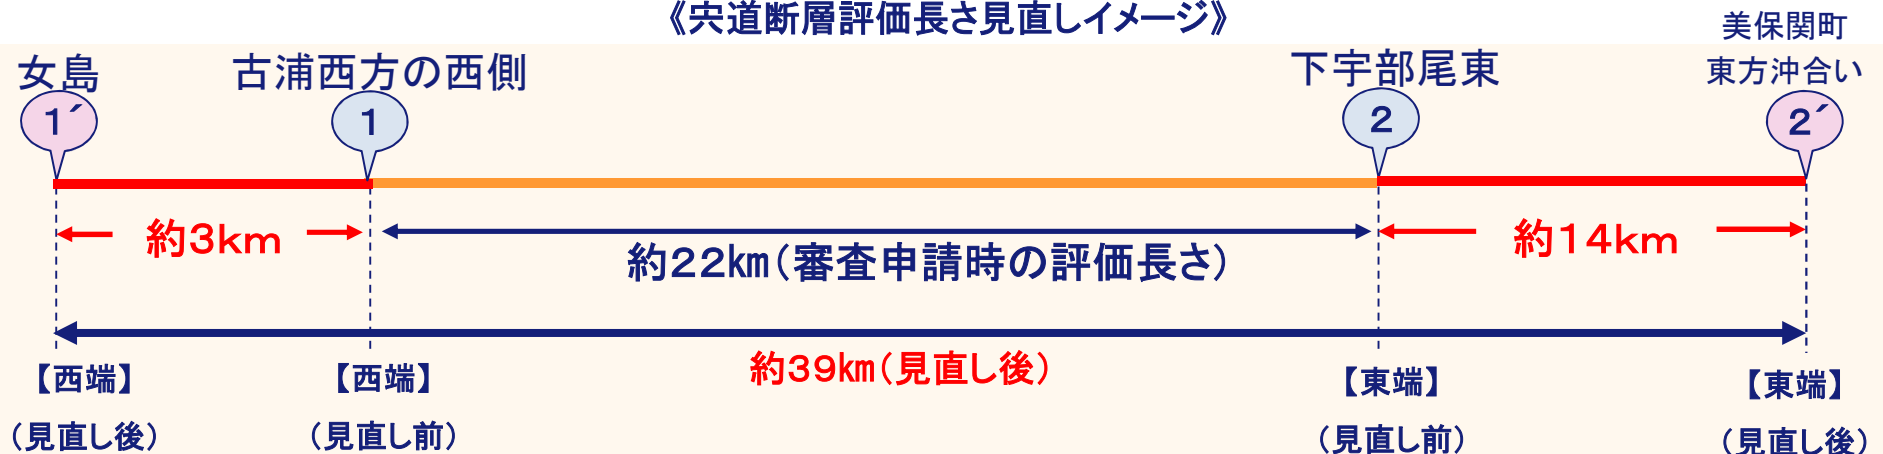 《宍道断層評価長さ見直しイメージ》
女島
古浦西方の西側
下宇部尾東
美保関町
東方沖合い
１´
１
２
２´
約３ｋｍ
約２２ｋｍ（審査申請時の評価長さ）
約１４ｋｍ
約３９ｋｍ（見直し後）
【西端】
（見直し後）
【西端】
（見直し前）
【東端】
（見直し前）
【東端】
（見直し後）